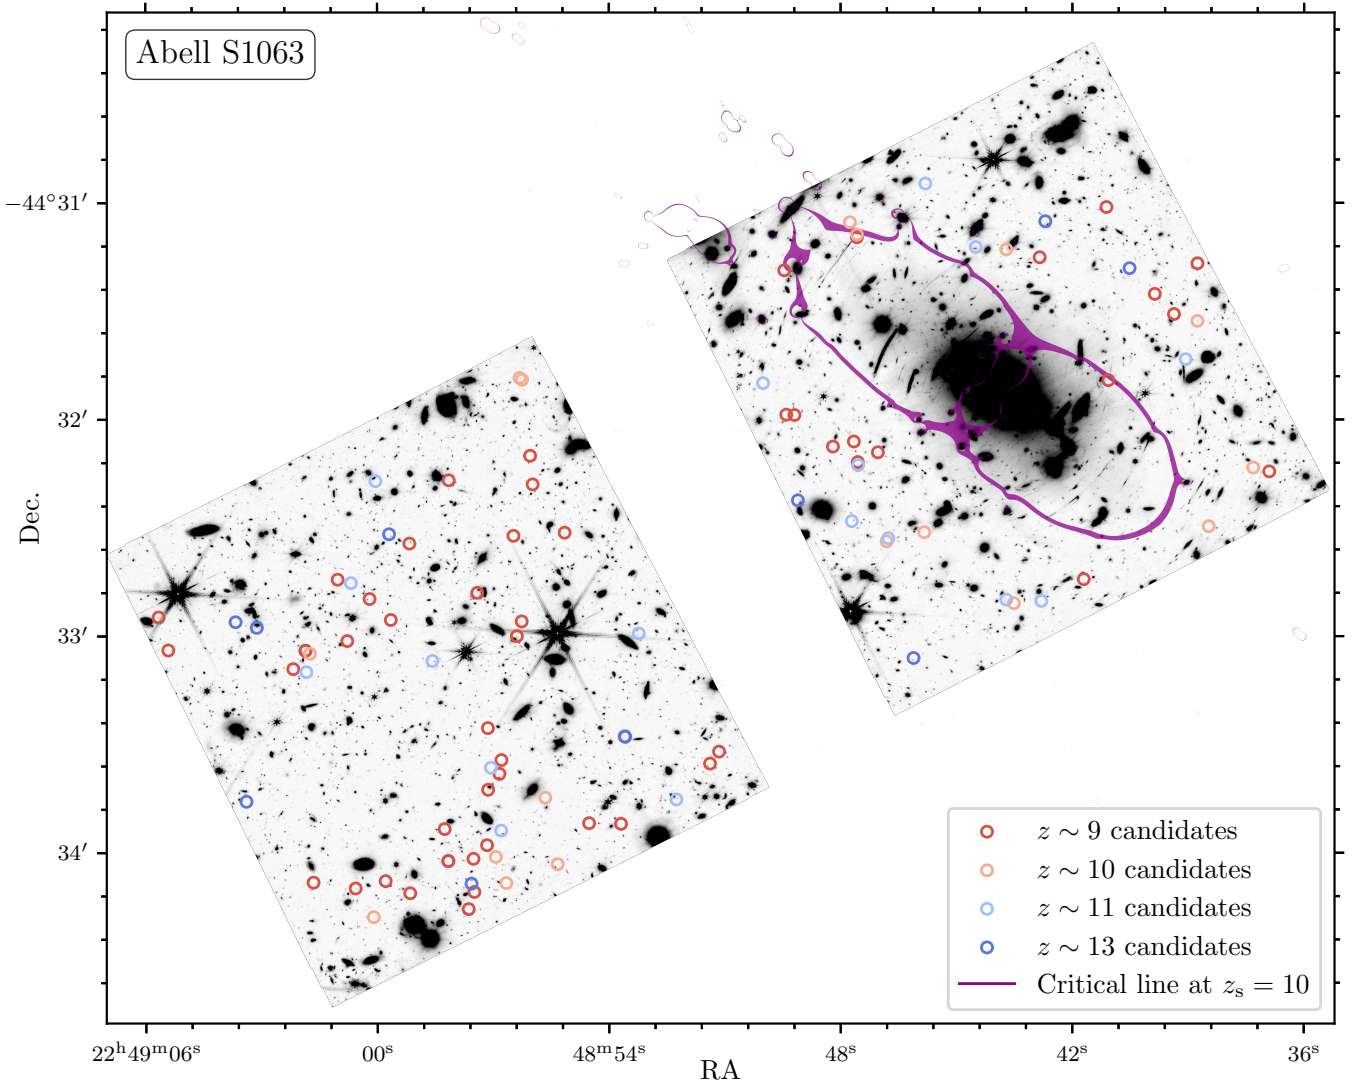 Abell S1063
−44°31′
32′
33′
34′
Dec.
22ʰ49ᵐ06ˢ
00ˢ
48ᵐ54ˢ
48ˢ
42ˢ
36ˢ
RA
z ∼ 9 candidates
z ∼ 10 candidates
z ∼ 11 candidates
z ∼ 13 candidates
Critical line at zₛ = 10